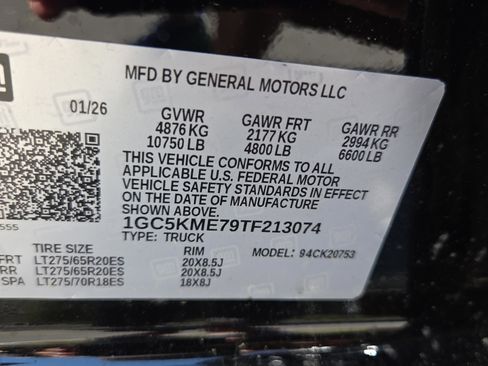 MFD BY GENERAL MOTORS LLC
01/26
GVWR
4876 KG
10750 LB
GAWR FRT
2177 KG
4800 LB
GAWR RR
2994 KG
6600 LB
THIS VEHICLE CONFORMS TO ALL
APPLICABLE U.S. FEDERAL MOTOR
VEHICLE SAFETY STANDARDS IN EFFECT
ON THE DATE OF MANUFACTURE
SHOWN ABOVE.
1GC5KME79TF213074
TYPE: TRUCK
MODEL: 94CK20753
TIRE SIZE
RIM
FRT LT275/65R20ES 20X8.5J
RR LT275/65R20ES 20X8.5J
SPA LT275/70R18ES 18X8J